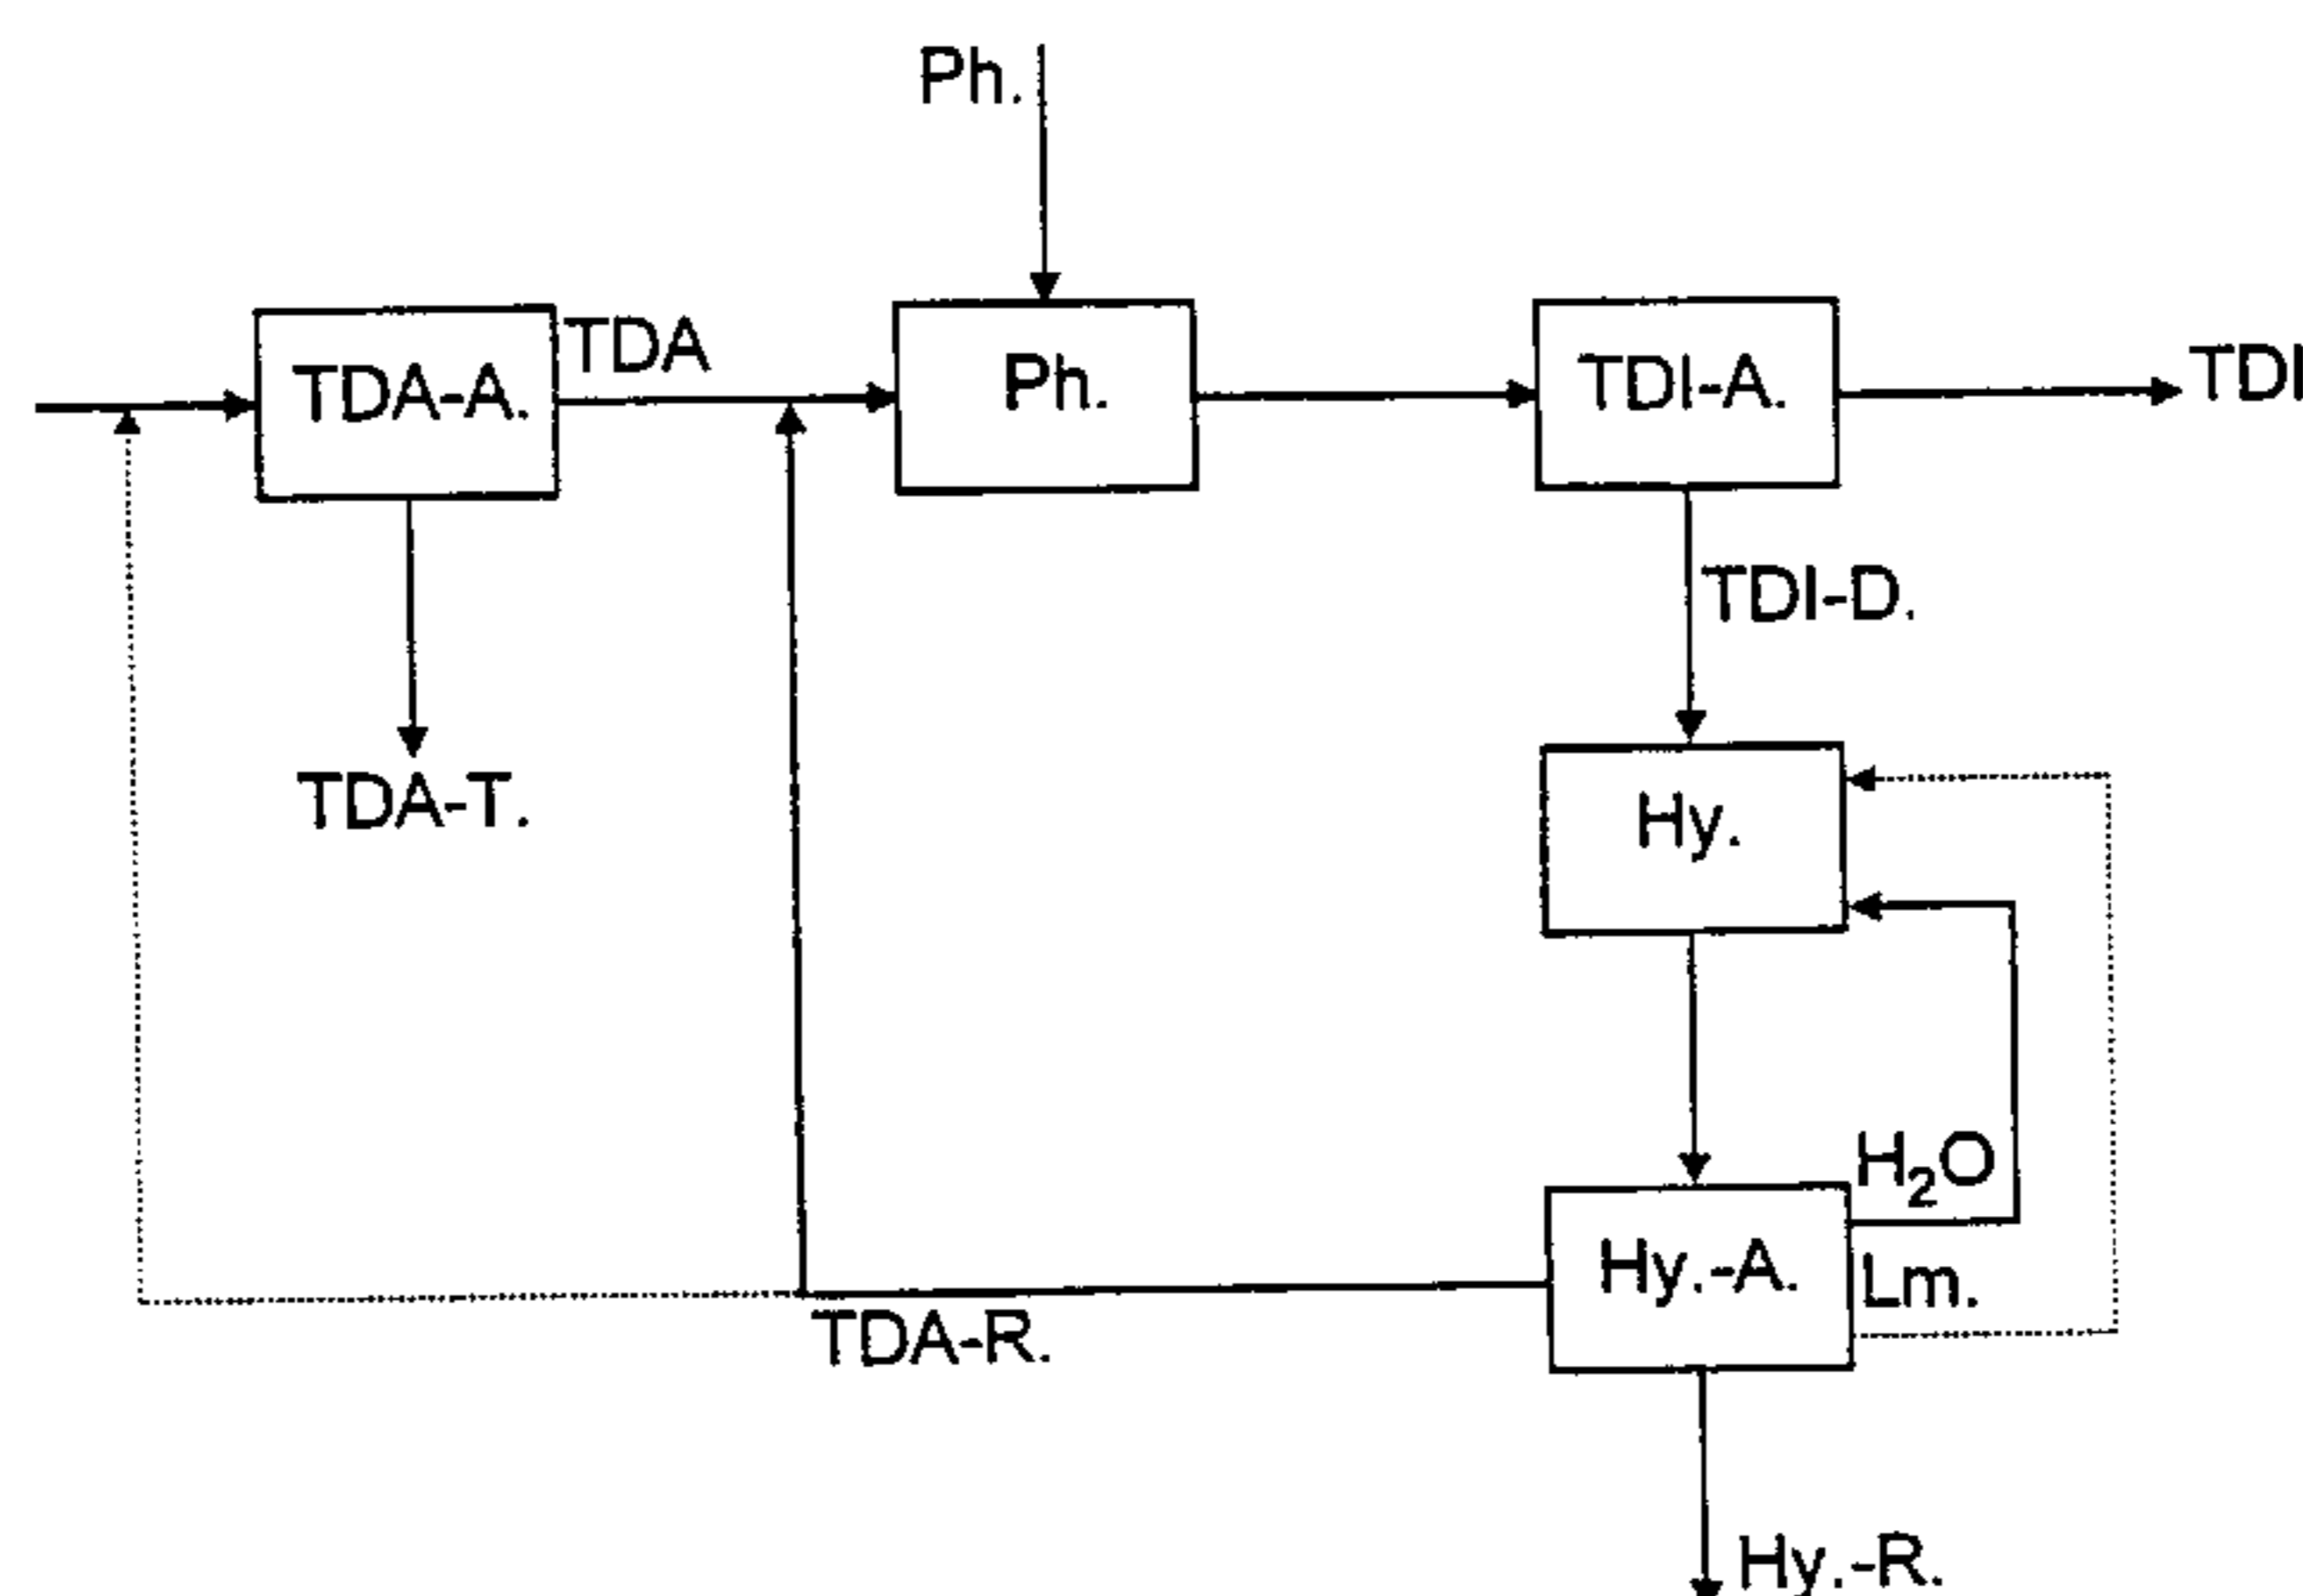 Ph.
TDA-A.
TDA
Ph.
TDI-A.
TDI
TDI-D.
TDA-T.
Hy.
H₂O
Hy.-A.
Lm.
TDA-R.
Hy.-R.